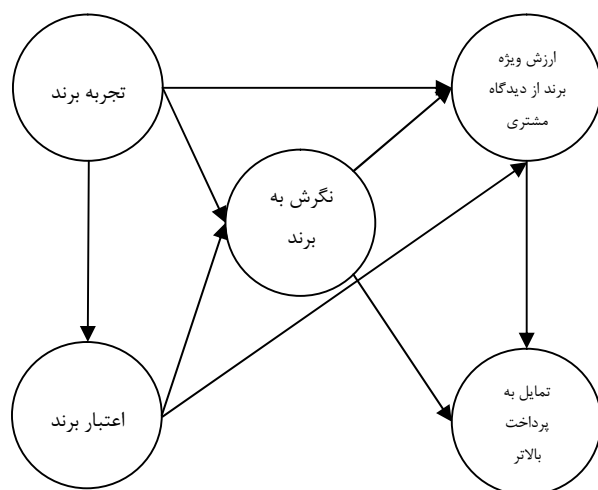 تجربه برند
ارزش ویژه
برند از دیدگاه
مشتری
نگرش به
برند
اعتبار برند
تمایل به
پرداخت
بالاتر